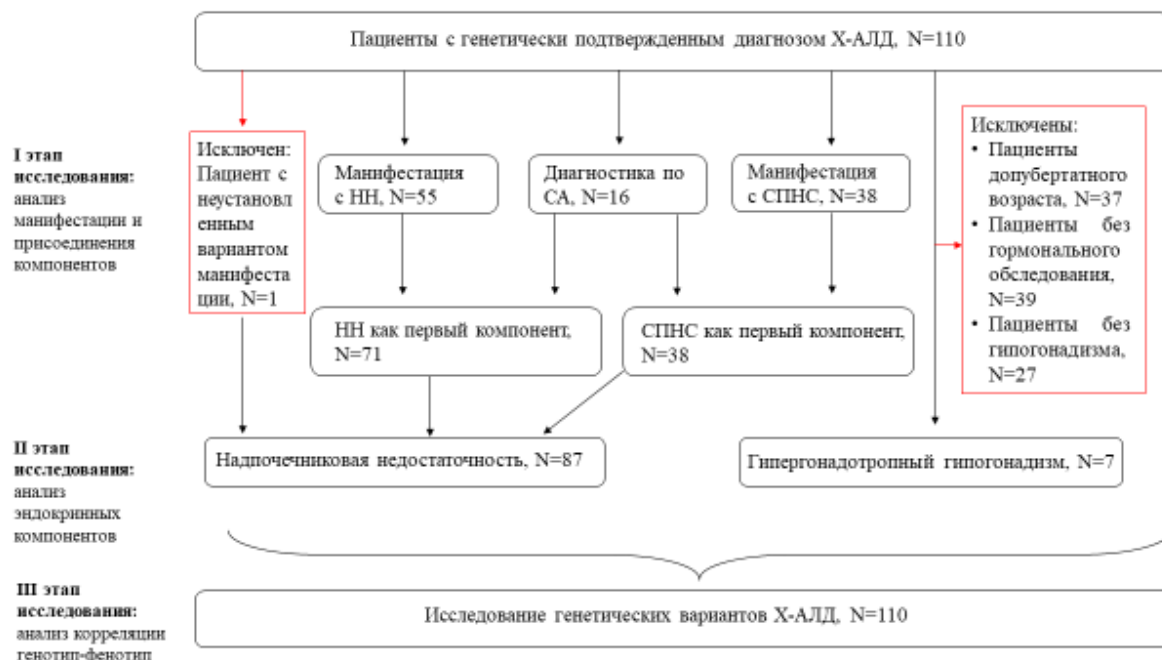 Пациенты с генетически подтвержденным диагнозом Х-АЛД, N=110
I этап
исследования:
анализ
манифестации и
присоединения
компонентов
Исключен:
Пациент с
неустановл
енным
вариантом
манифеста
ции, N=1
Манифестация
с НН, N=55
Диагностика по
СА, N=16
Манифестация
с СПНС, N=38
Исключены:
• Пациенты
допубертатного
возраста, N=37
• Пациенты без
гормонального
обследования,
N=39
• Пациенты без
гипогонадизма,
N=27
НН как первый компонент,
N=71
СПНС как первый компонент,
N=38
II этап
исследования:
анализ
эндокринных
компонентов
Надпочечниковая недостаточность, N=87
Гипергонадотропный гипогонадизм, N=7
III этап
исследования:
анализ корреляции
генотип-фенотип
Исследование генетических вариантов Х-АЛД, N=110